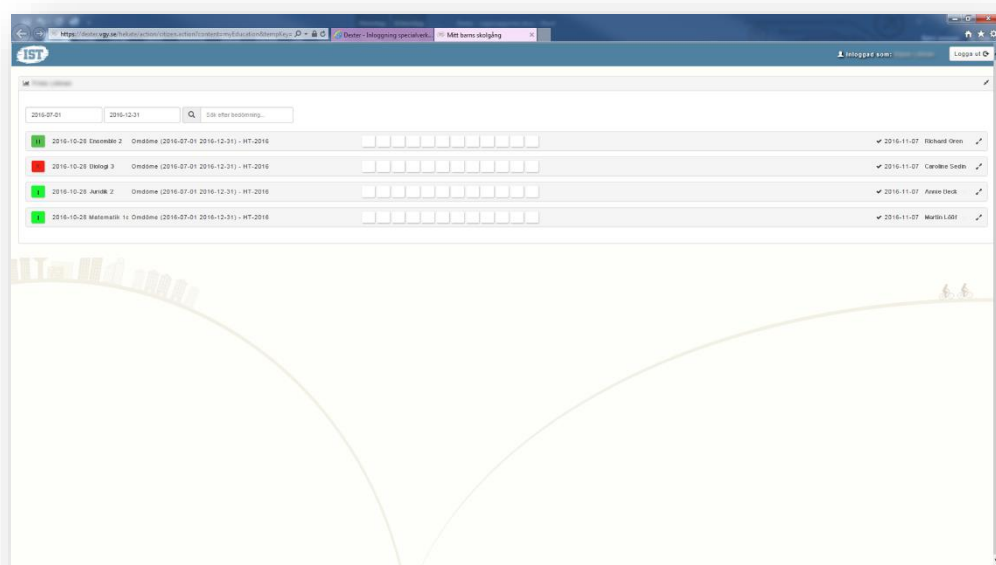 https://dexter.vgy.se/hekate/action/citizen.action/content=myEducation&tempKey= Dexter - Inloggning specialverk... Mitt barns skolgång
IST Inloggad som: Logga ut
2016-07-01 2016-12-31 Sök efter bedömning...
2016-10-28 Ensemble 2 Omdöme (2016-07-01 2016-12-31) - HT-2016 2016-11-07 Richard Oren
2016-10-28 Biologi 3 Omdöme (2016-07-01 2016-12-31) - HT-2016 2016-11-07 Caroline Sedin
2016-10-28 Juridik 2 Omdöme (2016-07-01 2016-12-31) - HT-2016 2016-11-07 Annie Deck
2016-10-28 Matematik Omdöme (2016-07-01 2016-12-31) - HT-2016 2016-11-07 Martin Lööf